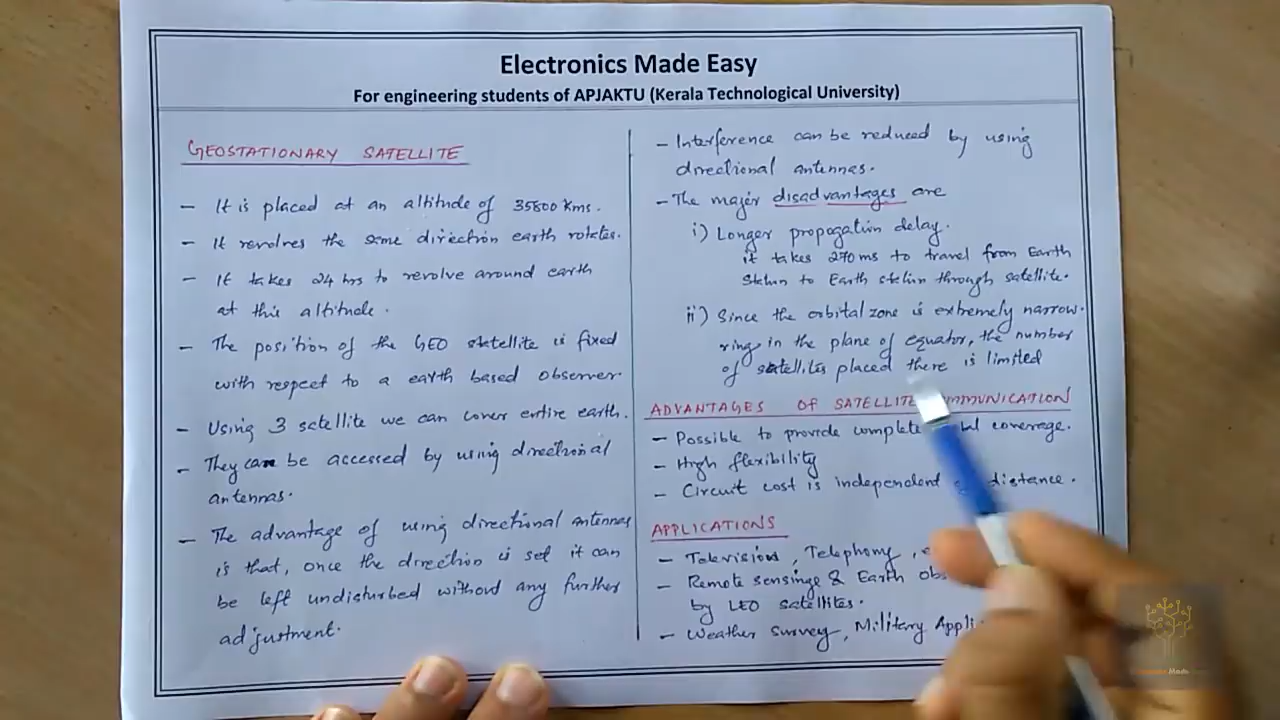 Electronics Made Easy
For engineering students of APJAKTU (Kerala Technological University)
GEOSTATIONARY SATELLITE
- It is placed at an altitude of 35800 Kms.
- It revolves the same direction earth rotates.
- It takes 24 hrs to revolve around earth
at this altitude.
- The position of the GEO satellite is fixed
with respect to a earth based observer.
- Using 3 satellite we can cover entire earth.
- They can be accessed by using directional
antennas.
- The advantage of using directional antennas
is that, once the direction is set it can
be left undisturbed without any further
adjustment.
- Interference can be reduced by using
directional antennas.
- The major disadvantages are
i) Longer propogation delay.
it takes 270 ms to travel from Earth
Station to Earth station through satellite.
ii) Since the orbital zone is extremely narrow.
ring in the plane of equator, the number
of satellites placed there is limited
ADVANTAGES OF SATELLITE
- Possible to provide complete coverage.
- High flexibility
- Circuit cost is independent distance.
APPLICATIONS
- Television, Telephony,
- Remote sensinge & Earth
by LEO satellites.
- Weather Survey, Military